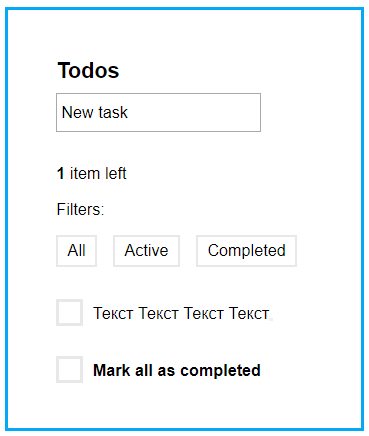 Todos
New task
1 item left
Filters:
All Active Completed
Текст Текст Текст Текст
Mark all as completed